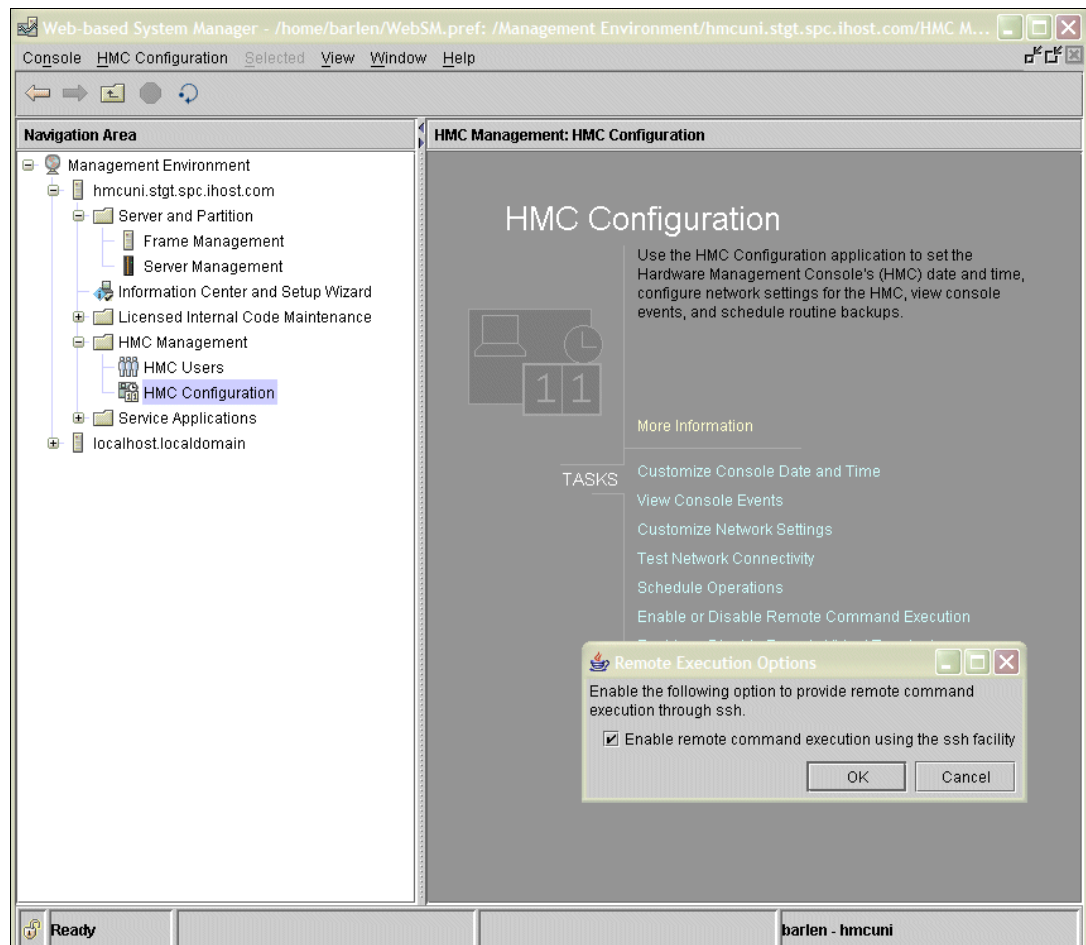 Web-based System Manager - /home/barlen/WebSM.pref: /Management Environment/hmcuni.stgt.spc.ihost.com/HMC M...
Console HMC Configuration Selected View Window Help
Navigation Area
Management Environment
hmcuni.stgt.spc.ihost.com
Server and Partition
Frame Management
Server Management
Information Center and Setup Wizard
Licensed Internal Code Maintenance
HMC Management
HMC Users
HMC Configuration
Service Applications
localhost.localdomain
HMC Management: HMC Configuration
HMC Configuration
Use the HMC Configuration application to set the
Hardware Management Console's (HMC) date and time,
configure network settings for the HMC, view console
events, and schedule routine backups.
11
More Information
TASKS
Customize Console Date and Time
View Console Events
Customize Network Settings
Test Network Connectivity
Schedule Operations
Enable or Disable Remote Command Execution
Remote Execution Options
Enable the following option to provide remote command
execution through ssh.
Enable remote command execution using the ssh facility
OK Cancel
Ready
barlen - hmcuni